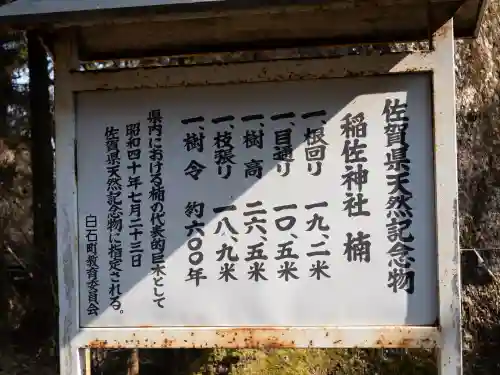 佐賀県天然記念物
稲佐神社 楠
一、根回り 一九、二米
一、目通り 一〇、五米
一、樹高 二六、五米
一、枝張り 一八、九米
一、樹令 約六〇〇年
県内における楠の代表的巨木として
昭和四十年七月二十三日
佐賀県天然記念物に指定される。
白石町教育委員会